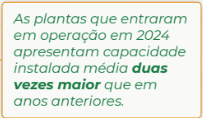 As plantas que entraram
em operação em 2024
apresentam capacidade
instalada média duas
vezes maior que em
anos anteriores.